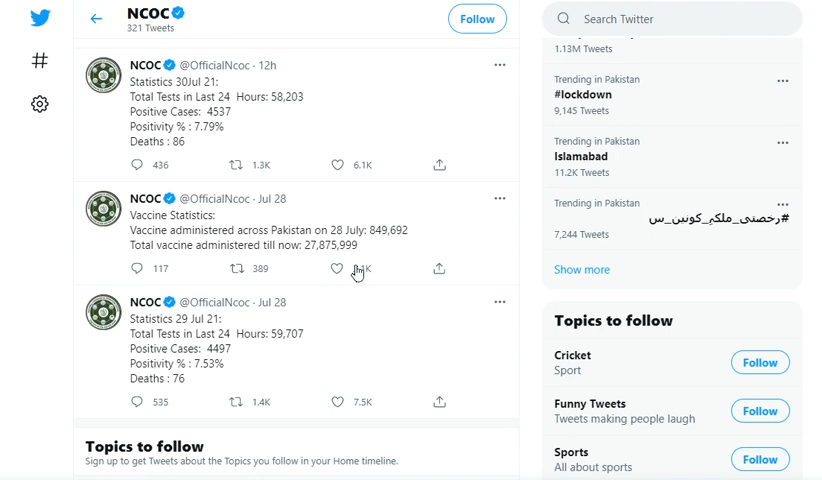 NCOC
321 Tweets
Follow
NCOC @OfficialNcoc · 12h
Statistics 30Jul 21:
Total Tests in Last 24 Hours: 58,203
Positive Cases: 4537
Positivity % : 7.79%
Deaths : 86
436 1.3K 6.1K
NCOC @OfficialNcoc · Jul 28
Vaccine Statistics:
Vaccine administered across Pakistan on 28 July: 849,692
Total vaccine administered till now: 27,875,999
117 389
NCOC @OfficialNcoc · Jul 28
Statistics 29 Jul 21:
Total Tests in Last 24 Hours: 59,707
Positive Cases: 4497
Positivity % : 7.53%
Deaths : 76
535 1.4K 7.5K
Topics to follow
Sign up to get Tweets about the Topics you follow in your Home timeline.
Search Twitter
1.13M Tweets
Trending in Pakistan
#lockdown
9,145 Tweets
Trending in Pakistan
Islamabad
11.2K Tweets
Trending in Pakistan
#رخصتی_ملکہِ_کونین_س
7,244 Tweets
Show more
Topics to follow
Cricket
Sport
Follow
Funny Tweets
Tweets making people laugh
Follow
Sports
All about sports
Follow